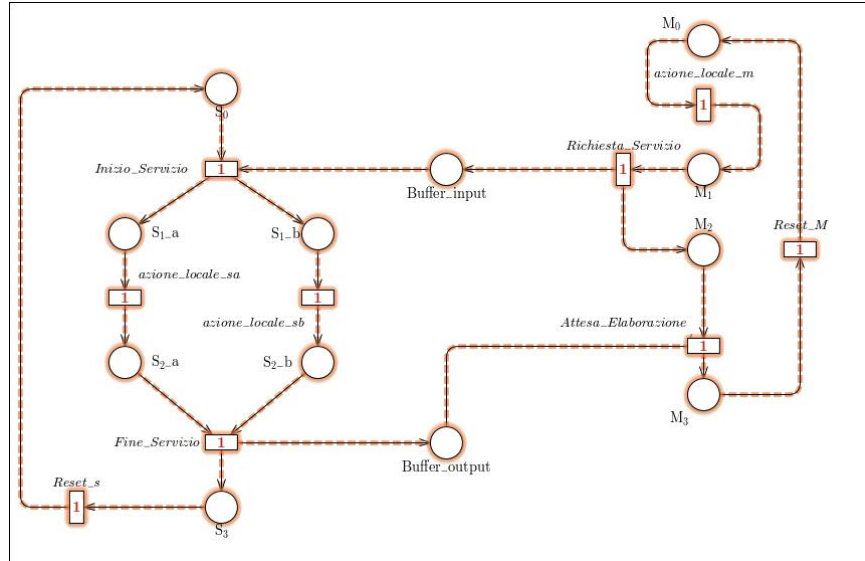 M₀
azione_locale_m
1
S₀
Richiesta_Servizio
Inizio_Servizio
1
1
Buffer_input
M₁
S₁_a
S₁_b
M₂
Reset_M
1
azione_locale_sa
1
1
azione_locale_sb
Attesa_Elaborazione
1
S₂_a
S₂_b
M₃
Fine_Servizio
1
Buffer_output
Reset_s
1
S₃